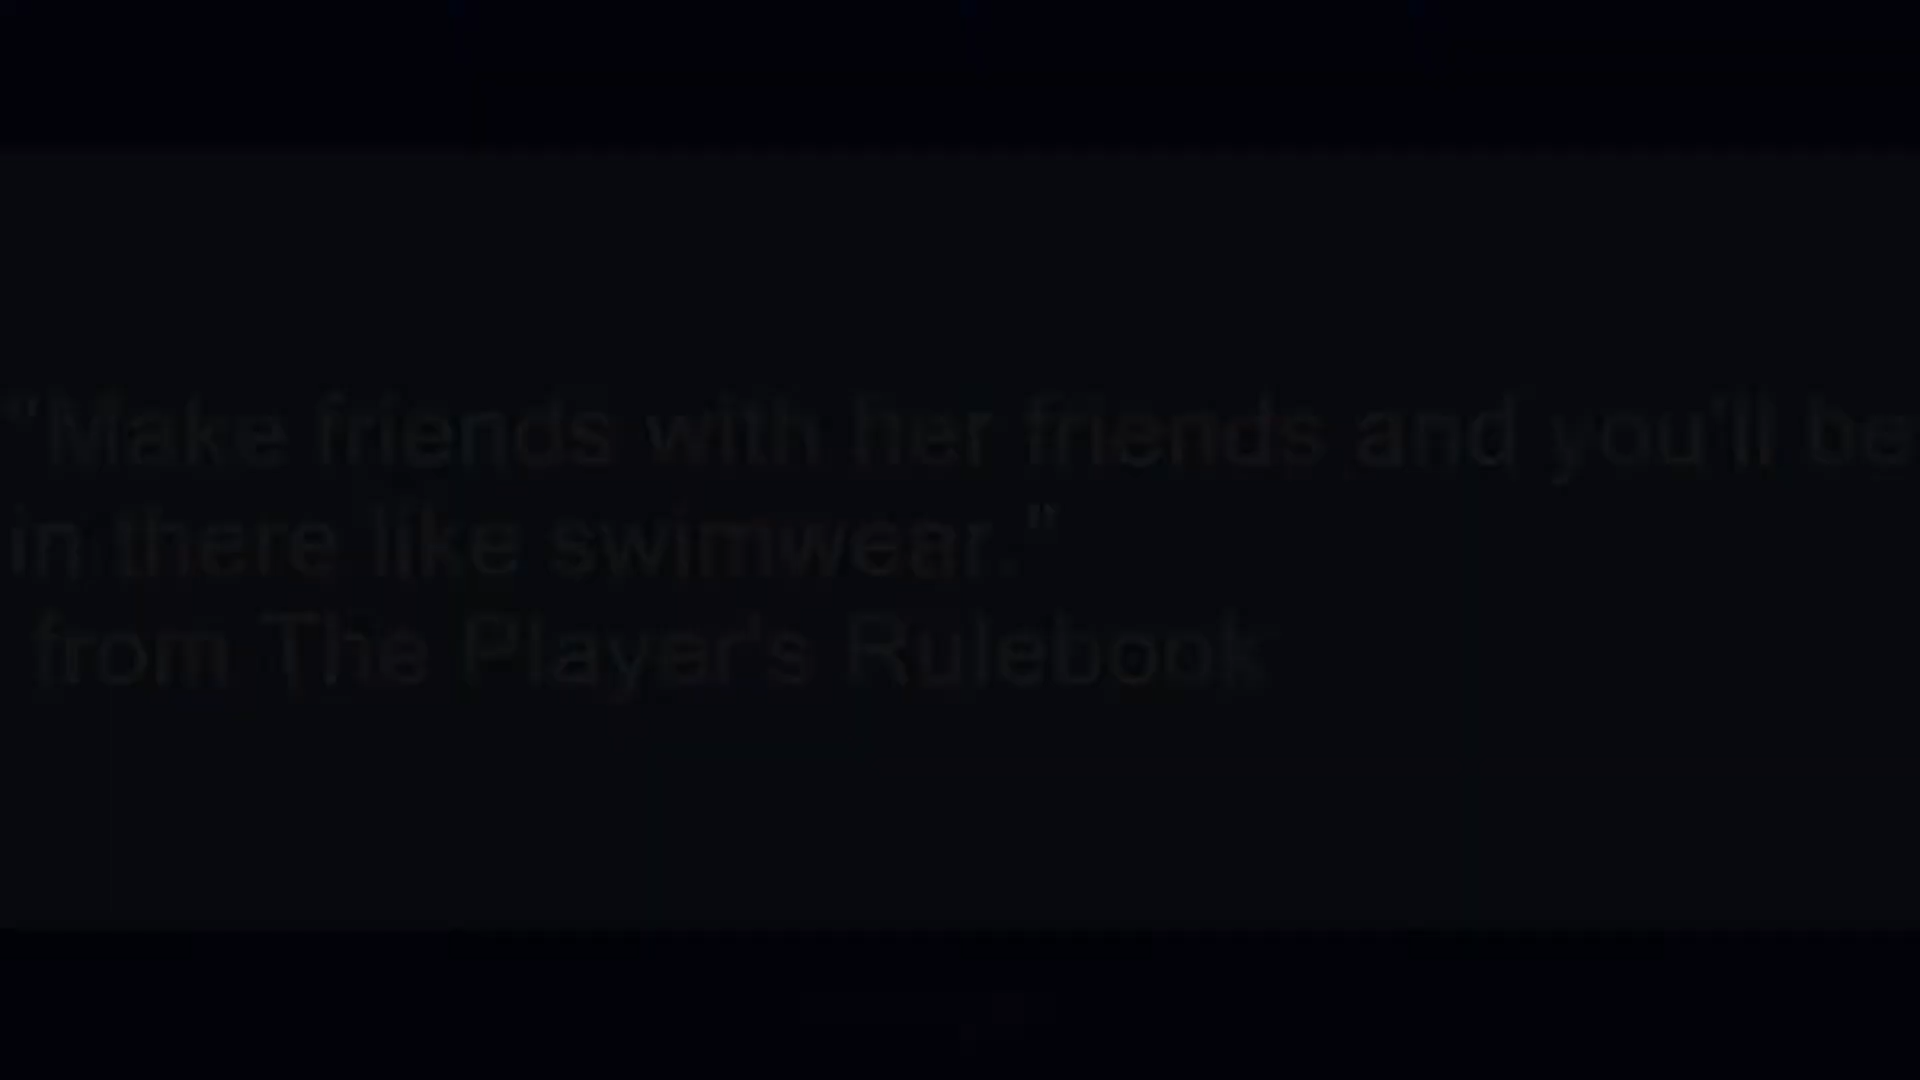 "Make friends with her friends and you'll be
in there like swimwear."
from The Player's Rulebook